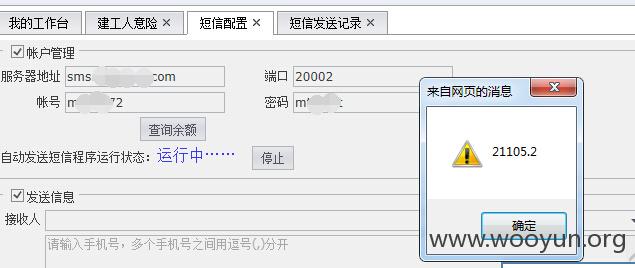 我的工作台 建工人意险 短信配置 短信发送记录
帐户管理
服务器地址 sms com 端口 20002
帐号 m 72 密码 m t
查询余额
自动发送短信程序运行状态: 运行中…… 停止
发送信息
接收人
请输入手机号，多个手机号之间用逗号(,)分开
来自网页的消息
21105.2
确定
www.wooyun.org